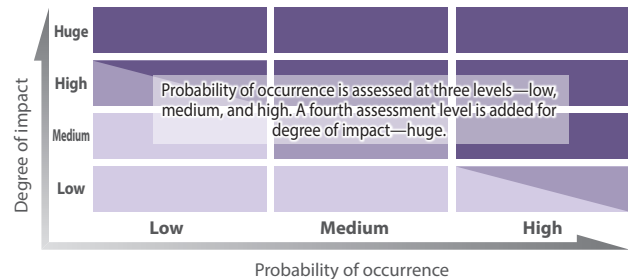 Degree of impact
Huge
High
Medium
Low
Probability of occurrence is assessed at three levels—low,
medium, and high. A fourth assessment level is added for
degree of impact—huge.
Low Medium High
Probability of occurrence